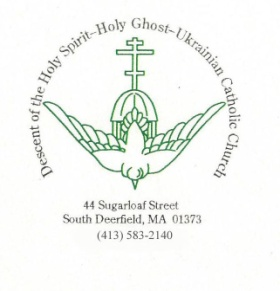 Descent of the Holy Spirit–Holy Ghost–Ukrainian Catholic Church
44 Sugarloaf Street
South Deerfield, MA 01373
(413) 583-2140